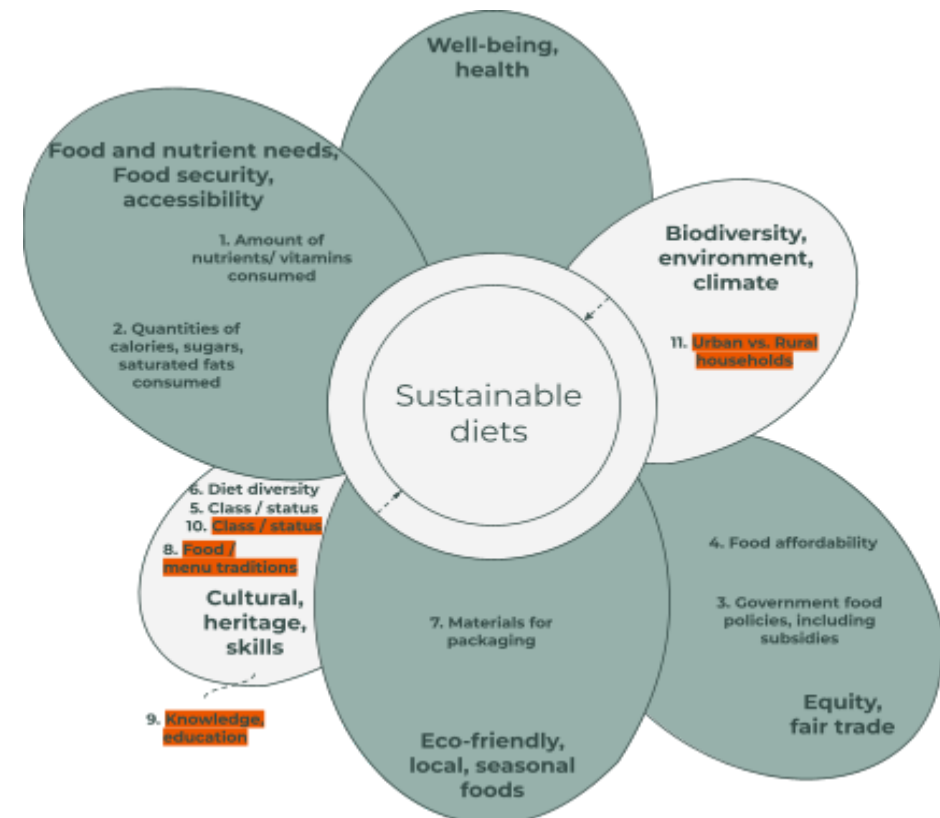 Well-being,
health
Food and nutrient needs,
Food security,
accessibility
1. Amount of
nutrients/ vitamins
consumed
2. Quantities of
calories, sugars,
saturated fats
consumed
Biodiversity,
environment,
climate
11. Urban vs. Rural
households
Sustainable
diets
6. Diet diversity
5. Class / status
10. Class / status
8. Food /
menu traditions
Cultural,
heritage,
skills
9. Knowledge,
education
7. Materials for
packaging
Eco-friendly,
local, seasonal
foods
4. Food affordability
3. Government food
policies, including
subsidies
Equity,
fair trade